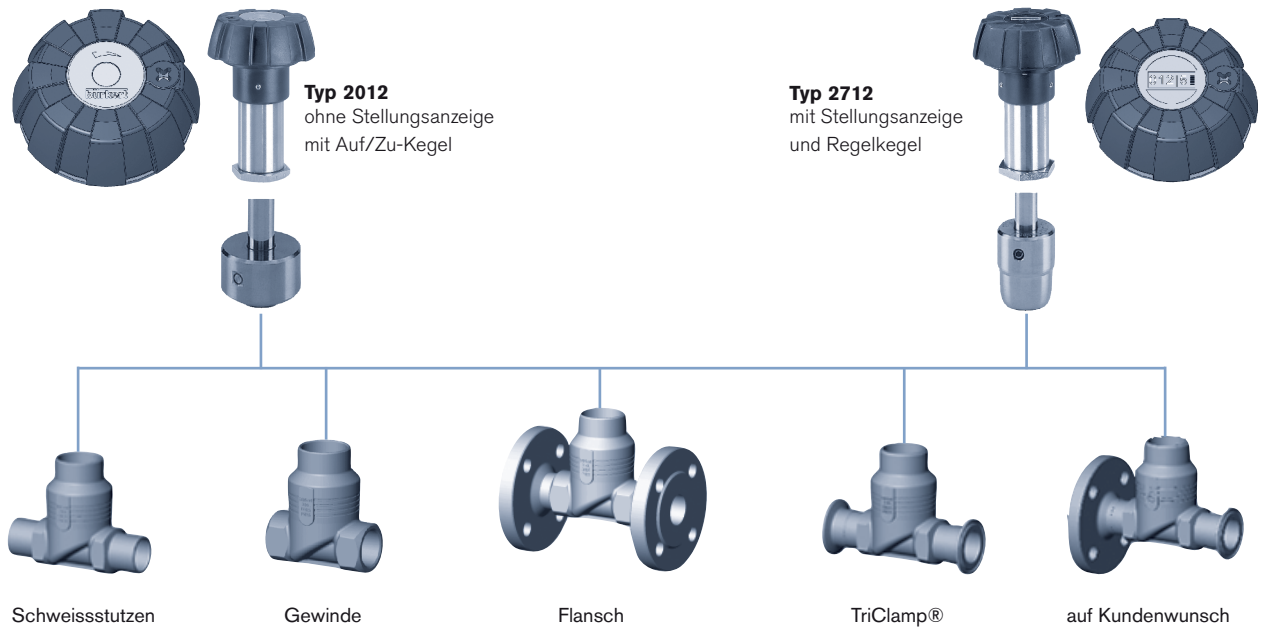 bürkert
Typ 2012
ohne Stellungsanzeige
mit Auf/Zu-Kegel
Typ 2712
mit Stellungsanzeige
und Regelkegel
Schweissstutzen
Gewinde
Flansch
TriClamp®
auf Kundenwunsch